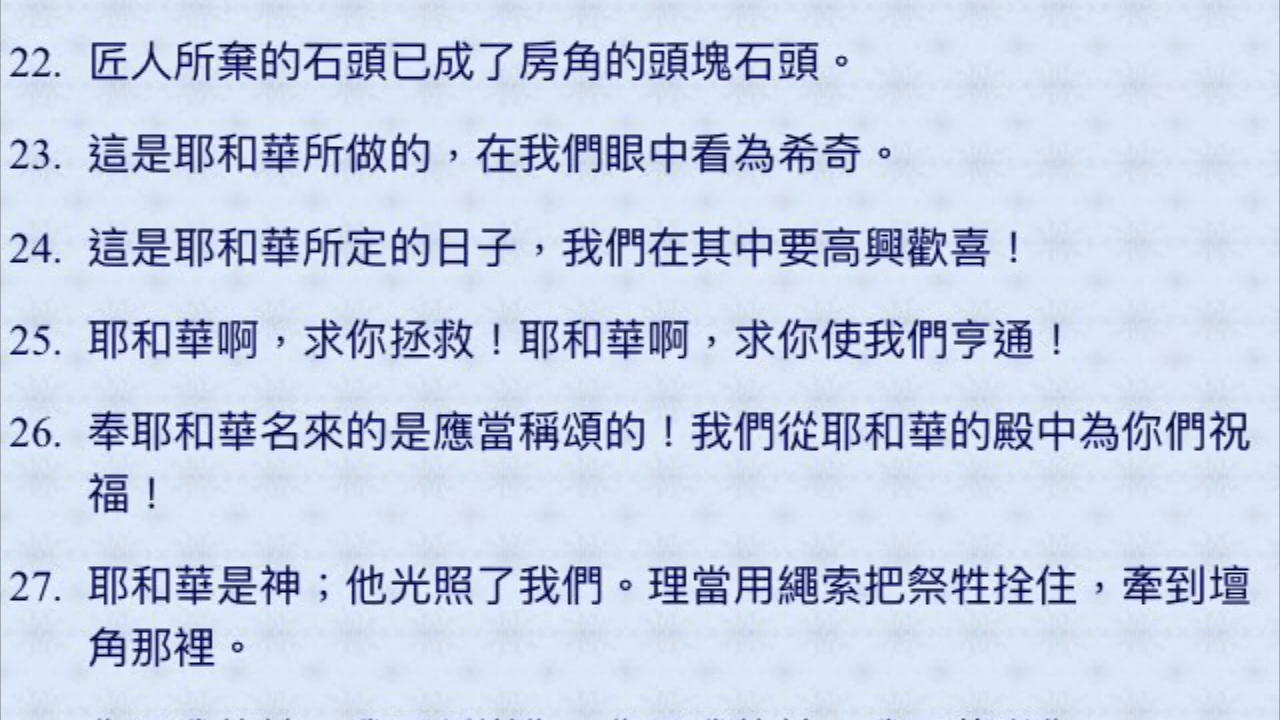 22. 匠人所棄的石頭已成了房角的頭塊石頭。
23. 這是耶和華所做的，在我們眼中看為希奇。
24. 這是耶和華所定的日子，我們在其中要高興歡喜！
25. 耶和華啊，求你拯救！耶和華啊，求你使我們亨通！
26. 奉耶和華名來的是應當稱頌的！我們從耶和華的殿中為你們祝
福！
27. 耶和華是神；他光照了我們。理當用繩索把祭牲拴住，牽到壇
角那裡。